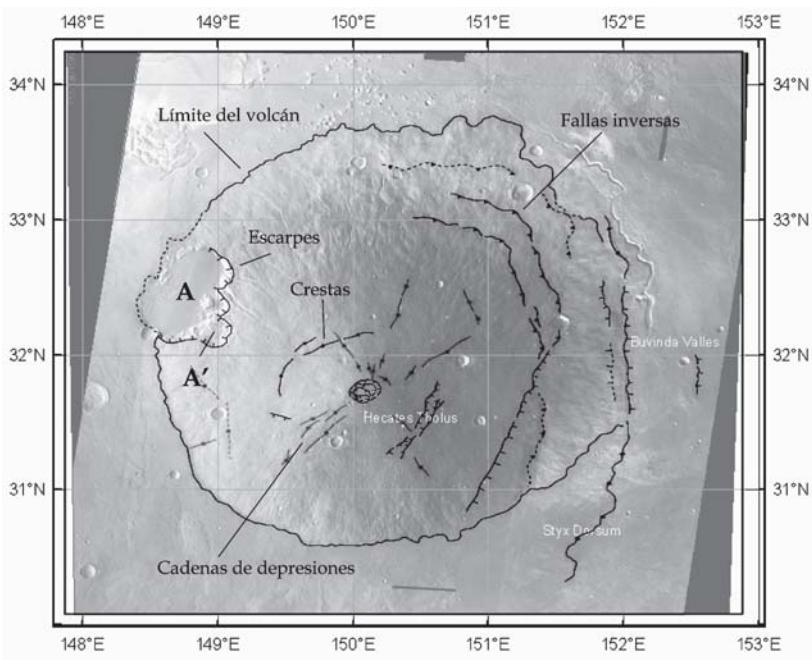 148°E 149°E 150°E 151°E 152°E 153°E
34°N 34°N
Límite del volcán
Fallas inversas
33°N 33°N
Escarpes
A
Crestas
32°N 32°N
Buvinda Valles
A´
Hecates Tholus
31°N 31°N
Styx Dorsum
Cadenas de depresiones
148°E 149°E 150°E 151°E 152°E 153°E